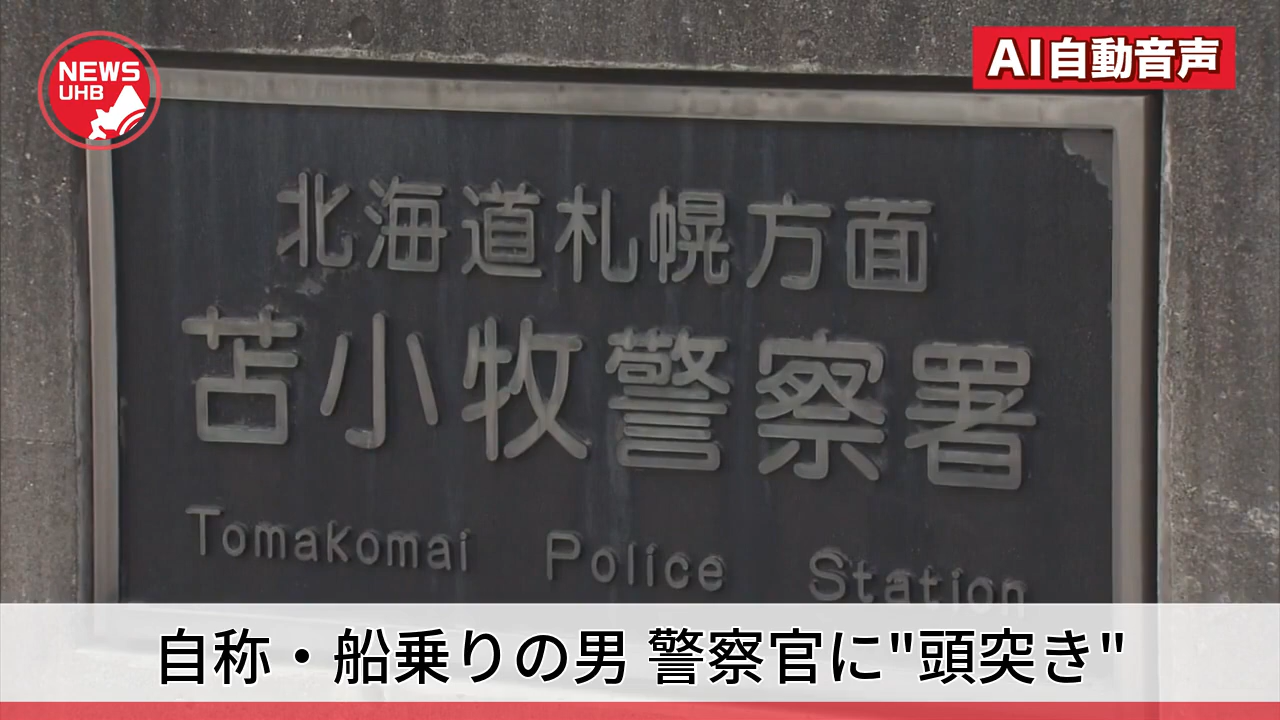 NEWS
UHB
AI自動音声
北海道札幌方面
苫小牧警察署
Tomakomai Police Station
自称・船乗りの男 警察官に"頭突き"